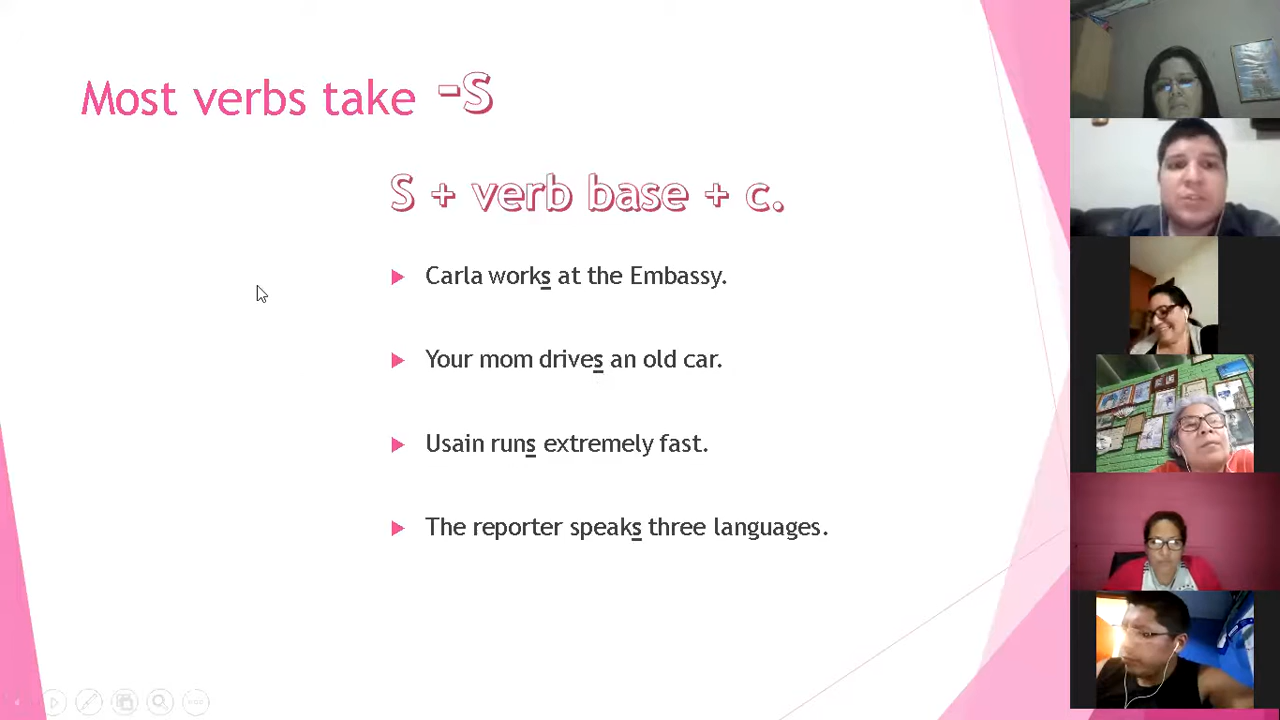 Most verbs take -S
S + verb base + c.
Carla works at the Embassy.
Your mom drives an old car.
Usain runs extremely fast.
The reporter speaks three languages.